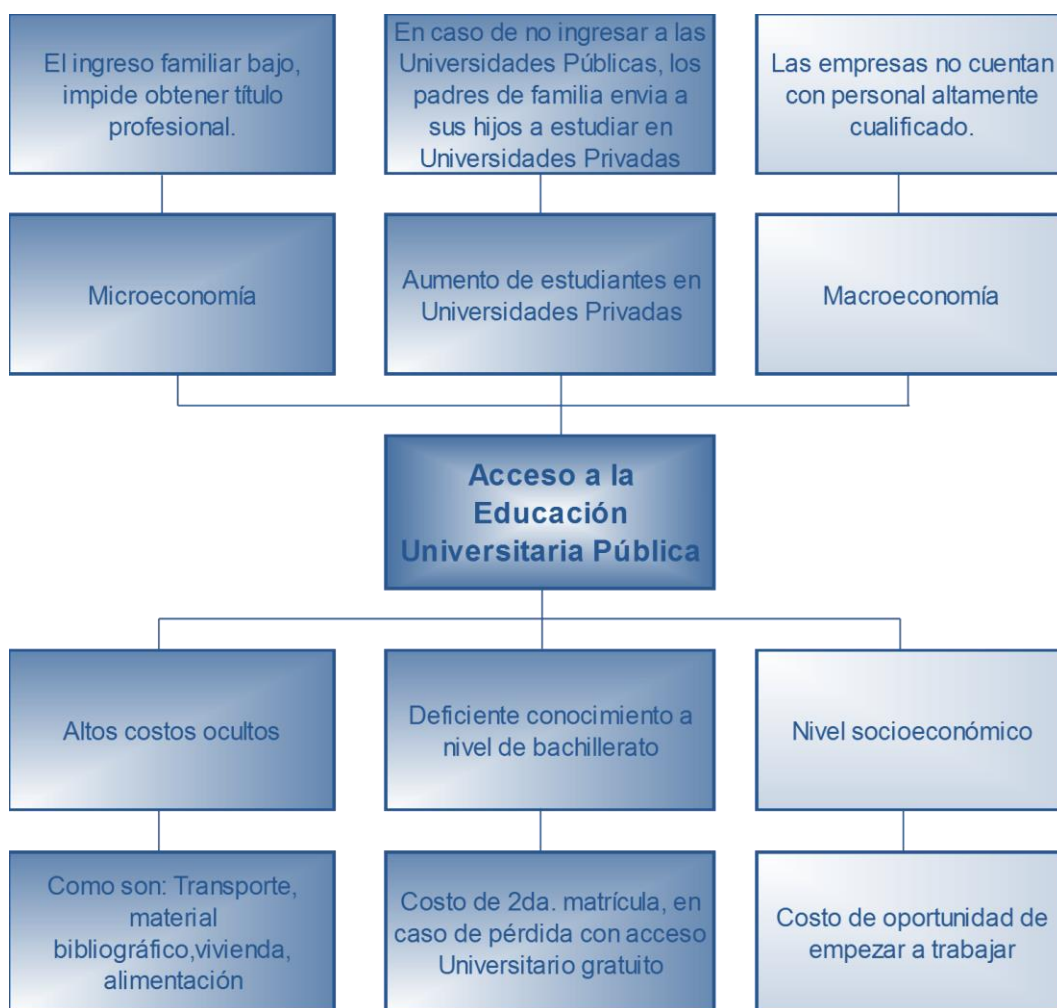 El ingreso familiar bajo,
impide obtener título
profesional.
En caso de no ingresar a las
Universidades Públicas, los
padres de familia envia a
sus hijos a estudiar en
Universidades Privadas
Las empresas no cuentan
con personal altamente
cualificado.
Microeconomía
Aumento de estudiantes en
Universidades Privadas
Macroeconomía
Acceso a la
Educación
Universitaria Pública
Altos costos ocultos
Deficiente conocimiento a
nivel de bachillerato
Nivel socioeconómico
Como son: Transporte,
material
bibliográfico,vivienda,
alimentación
Costo de 2da. matrícula, en
caso de pérdida con acceso
Universitario gratuito
Costo de oportunidad de
empezar a trabajar